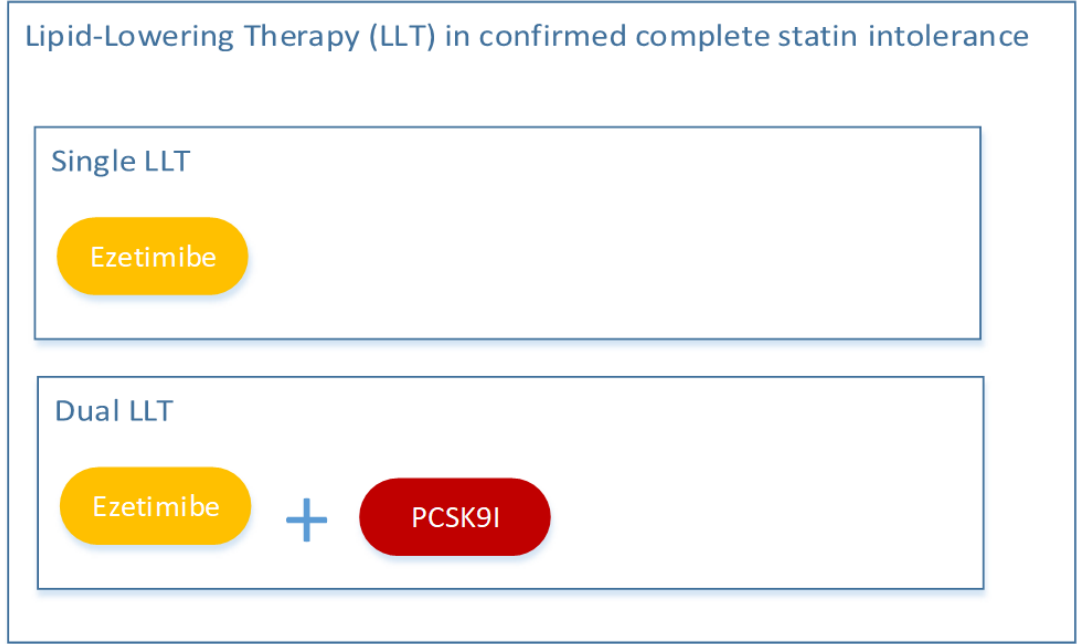 Lipid-Lowering Therapy (LLT) in confirmed complete statin intolerance
Single LLT
Ezetimibe
Dual LLT
Ezetimibe + PCSK9I